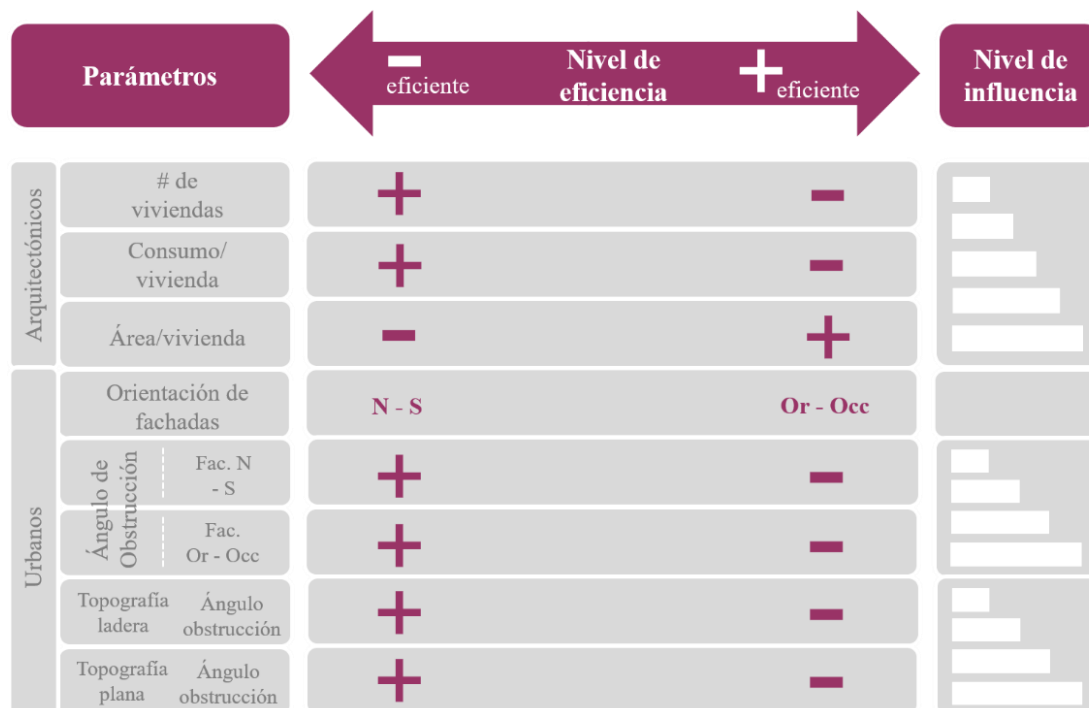 Parámetros
eficiente
Nivel de
eficiencia
+
eficiente
Nivel de
influencia
Arquitectónicos
# de
viviendas
+ -
Consumo/
vivienda
+ -
Área/vivienda
- +
Urbanos
Orientación de
fachadas
N - S
Or - Occ
Ángulo de
Obstrucción
Fac. N
- S
+ -
Fac.
Or - Occ
+ -
Topografía
ladera
Ángulo
obstrucción
+ -
Topografía
plana
Ángulo
obstrucción
+ -